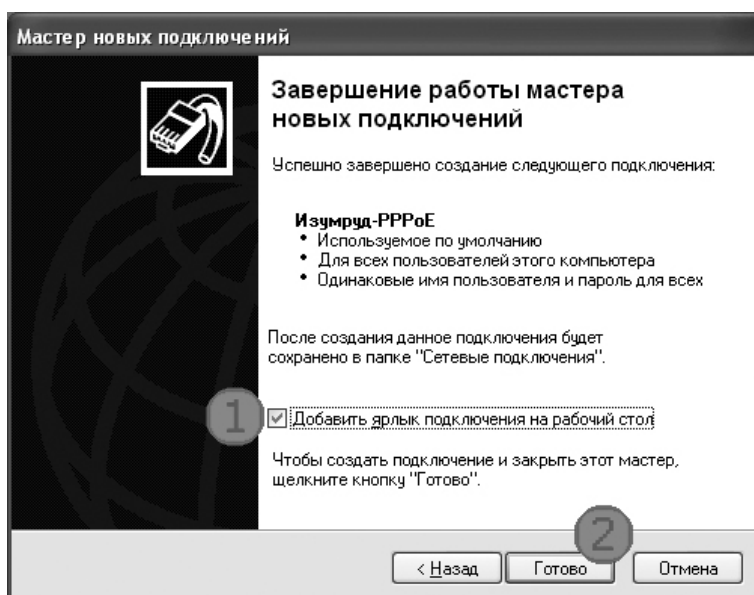 Мастер новых подключений
Завершение работы мастера
новых подключений
Успешно завершено создание следующего подключения:
Изумруд-PPPoE
• Используемое по умолчанию
• Для всех пользователей этого компьютера
• Одинаковые имя пользователя и пароль для всех
После создания данное подключения будет
сохранено в папке "Сетевые подключения".
1
Добавить ярлык подключения на рабочий стол
Чтобы создать подключение и закрыть этот мастер,
щелкните кнопку "Готово".
2
< Назад
Готово
Отмена